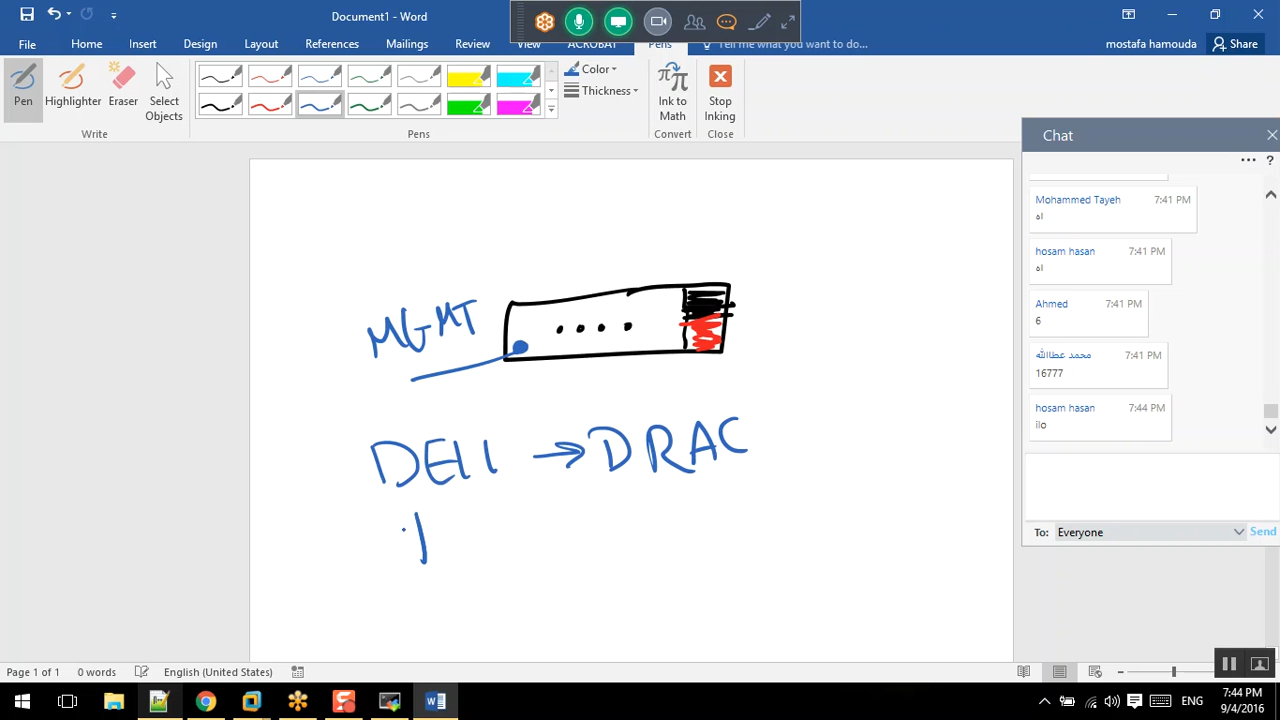 Document1 - Word
File
Home
Insert
Design
Layout
References
Mailings
Review
View
ACROBAT
Pens
Tell me what you want to do...
mostafa hamouda
Share
Pen
Highlighter
Eraser
Select Objects
Color
Thickness
Ink to Math
Stop Inking
Write
Pens
Convert
Close
MGMT
DELL → DRAC
Chat
Mohammed Tayeh 7:41 PM
اه
hosam hasan 7:41 PM
اه
Ahmed 7:41 PM
6
محمد عطاالله 7:41 PM
16777
hosam hasan 7:44 PM
ilo
To: Everyone
Send
Page 1 of 1
0 words
English (United States)
ENG
7:44 PM
9/4/2016